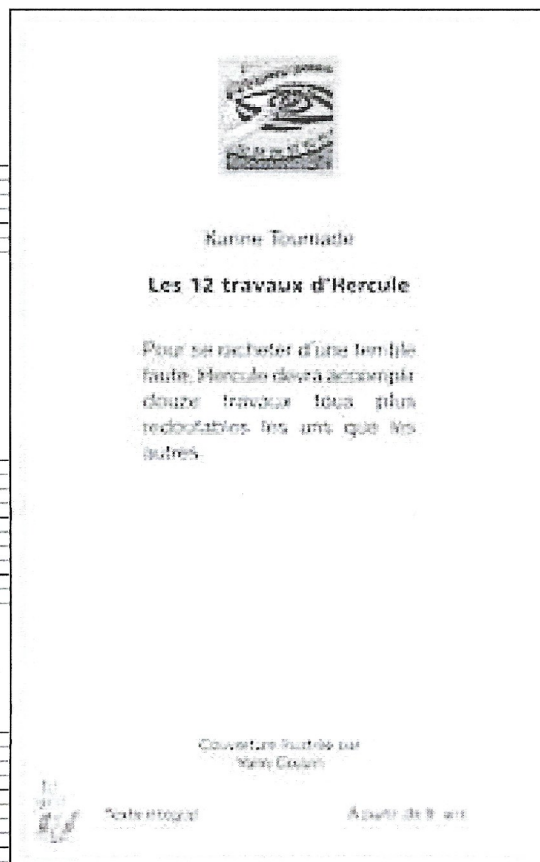 Karine Tournade
Les 12 travaux d'Hercule
Pour se racheter d'une terrible
faute, Hercule devra accomplir
douze travaux tous plus
redoutables les uns que les
autres.
Couverture illustrée par
Texte intégral
À partir de ans